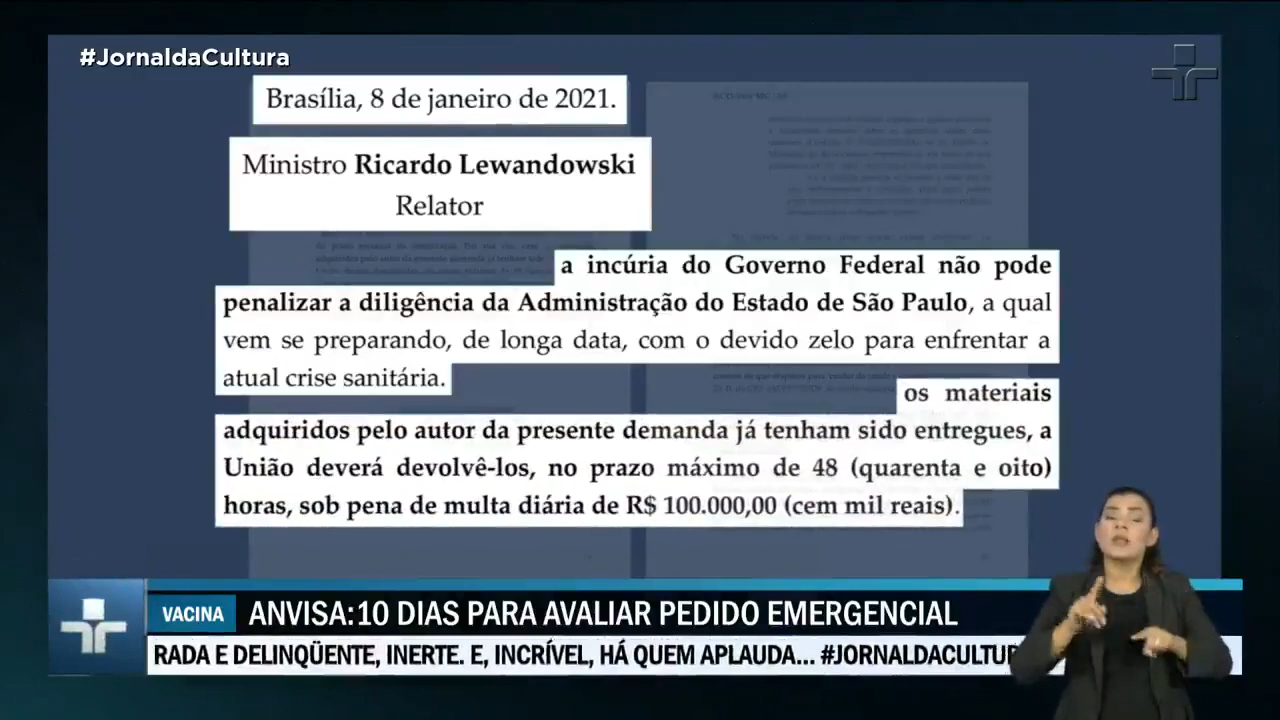 #JornaldaCultura
Brasília, 8 de janeiro de 2021.
Ministro Ricardo Lewandowski
Relator
a incúria do Governo Federal não pode
penalizar a diligência da Administração do Estado de São Paulo, a qual
vem se preparando, de longa data, com o devido zelo para enfrentar a
atual crise sanitária.
os materiais
adquiridos pelo autor da presente demanda já tenham sido entregues, a
União deverá devolvê-los, no prazo máximo de 48 (quarenta e oito)
horas, sob pena de multa diária de R$ 100.000,00 (cem mil reais).
VACINA
ANVISA:10 DIAS PARA AVALIAR PEDIDO EMERGENCIAL
RADA E DELINQÜENTE, INERTE. E, INCRÍVEL, HÁ QUEM APLAUDA... #JORNALDACULTUR